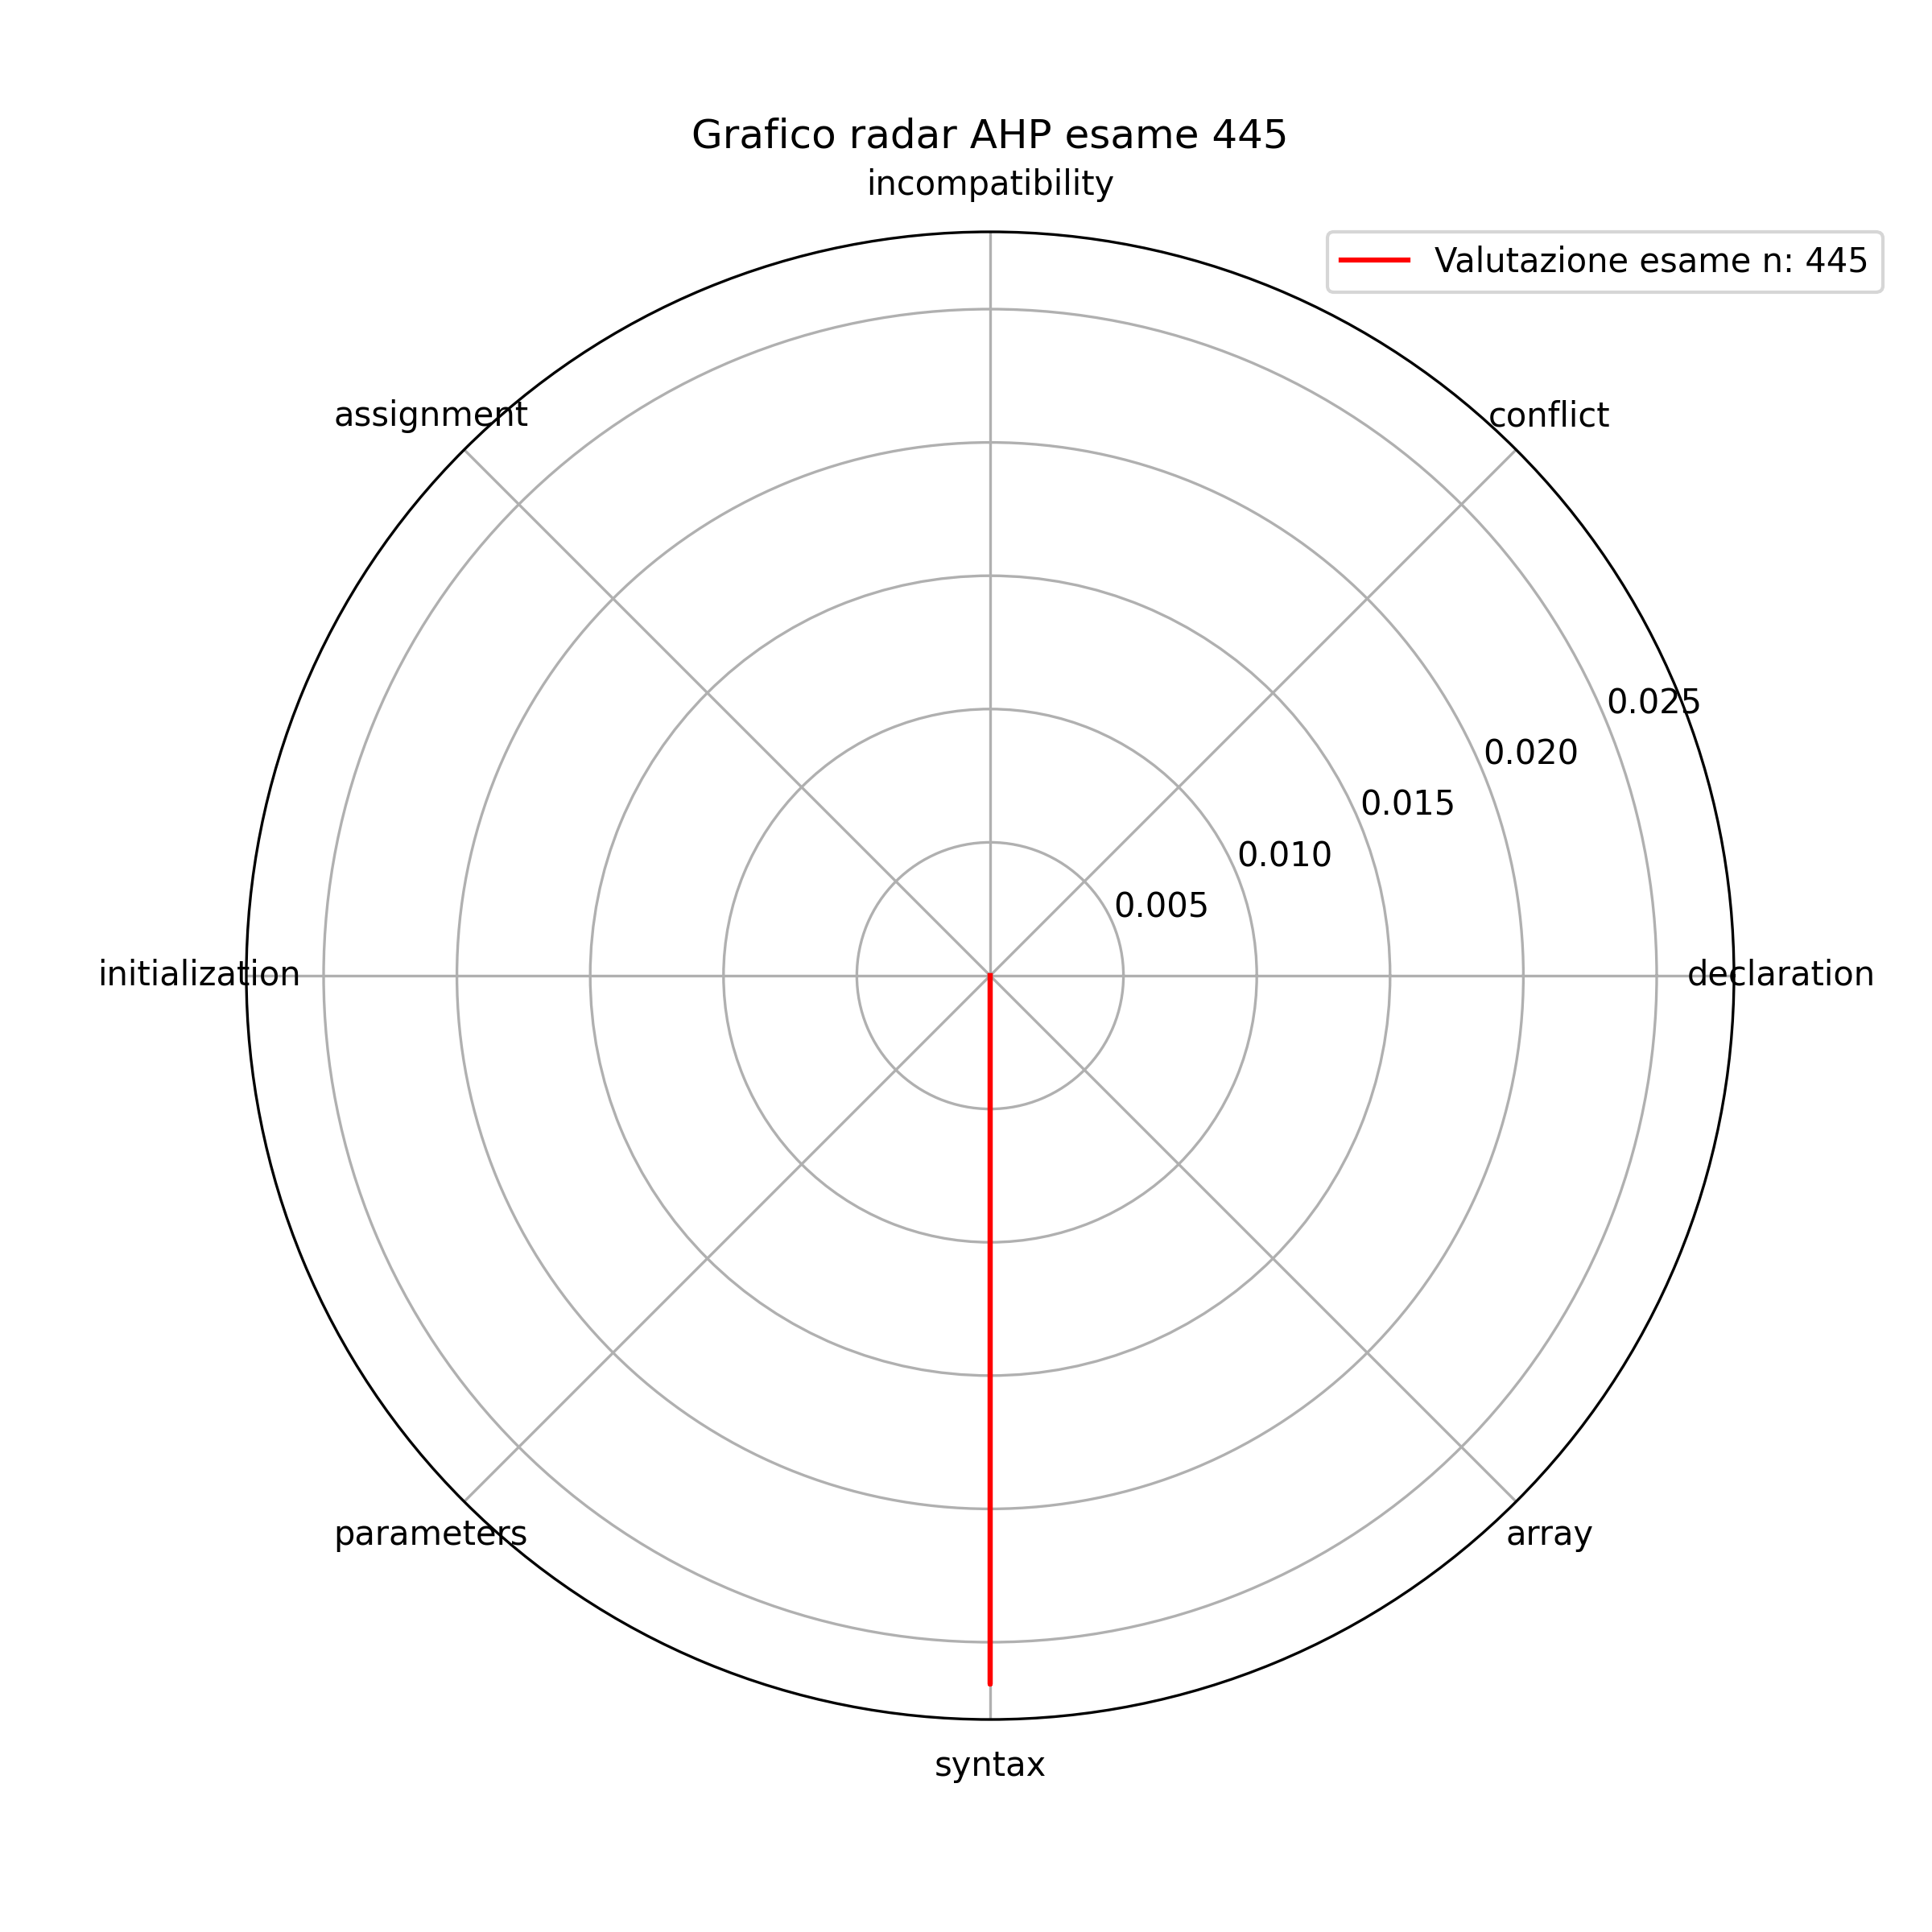 Grafico radar AHP esame 445
incompatibility
Valutazione esame n: 445
assignment
conflict
0.025
0.020
0.015
0.010
0.005
initialization
declaration
parameters
array
syntax